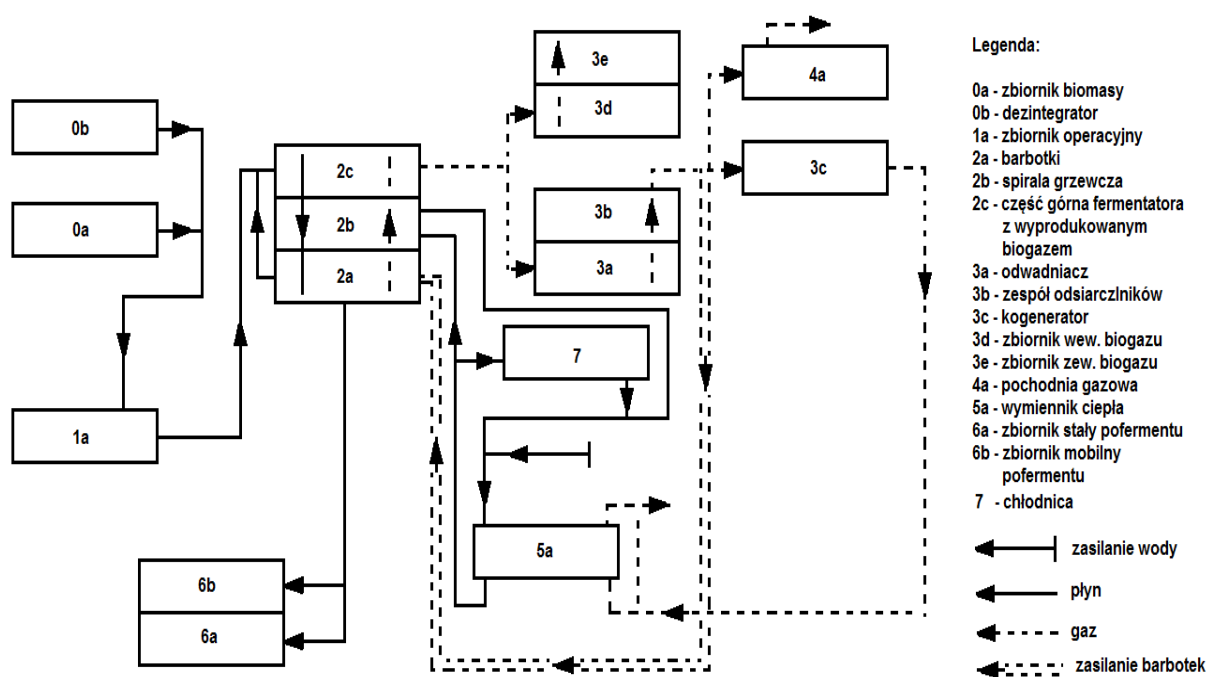 3e
3d
4a
0b
0a
2c
2b
2a
3b
3a
3c
7
1a
5a
6b
6a
Legenda:
0a - zbiornik biomasy
0b - dezintegrator
1a - zbiornik operacyjny
2a - barbotki
2b - spirala grzewcza
2c - część górna fermentatora
z wyprodukowanym
biogazem
3a - odwadniacz
3b - zespół odsiarczlników
3c - kogenerator
3d - zbiornik wew. biogazu
3e - zbiornik zew. biogazu
4a - pochodnia gazowa
5a - wymiennik ciepła
6a - zbiornik stały pofermentu
6b - zbiornik mobilny
pofermentu
7 - chłodnica
zasilanie wody
płyn
gaz
zasilanie barbotek